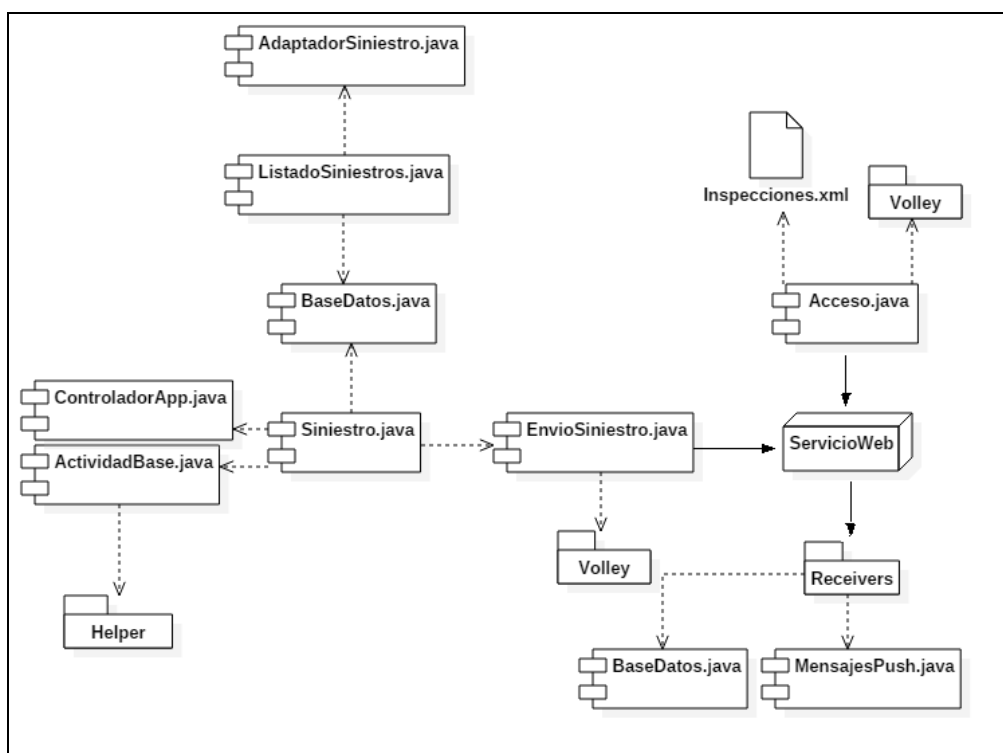 AdaptadorSiniestro.java
ListadoSiniestros.java
Inspecciones.xml
Volley
BaseDatos.java
Acceso.java
ControladorApp.java
Siniestro.java
EnvioSiniestro.java
ServicioWeb
ActividadBase.java
Volley
Receivers
Helper
BaseDatos.java
MensajesPush.java